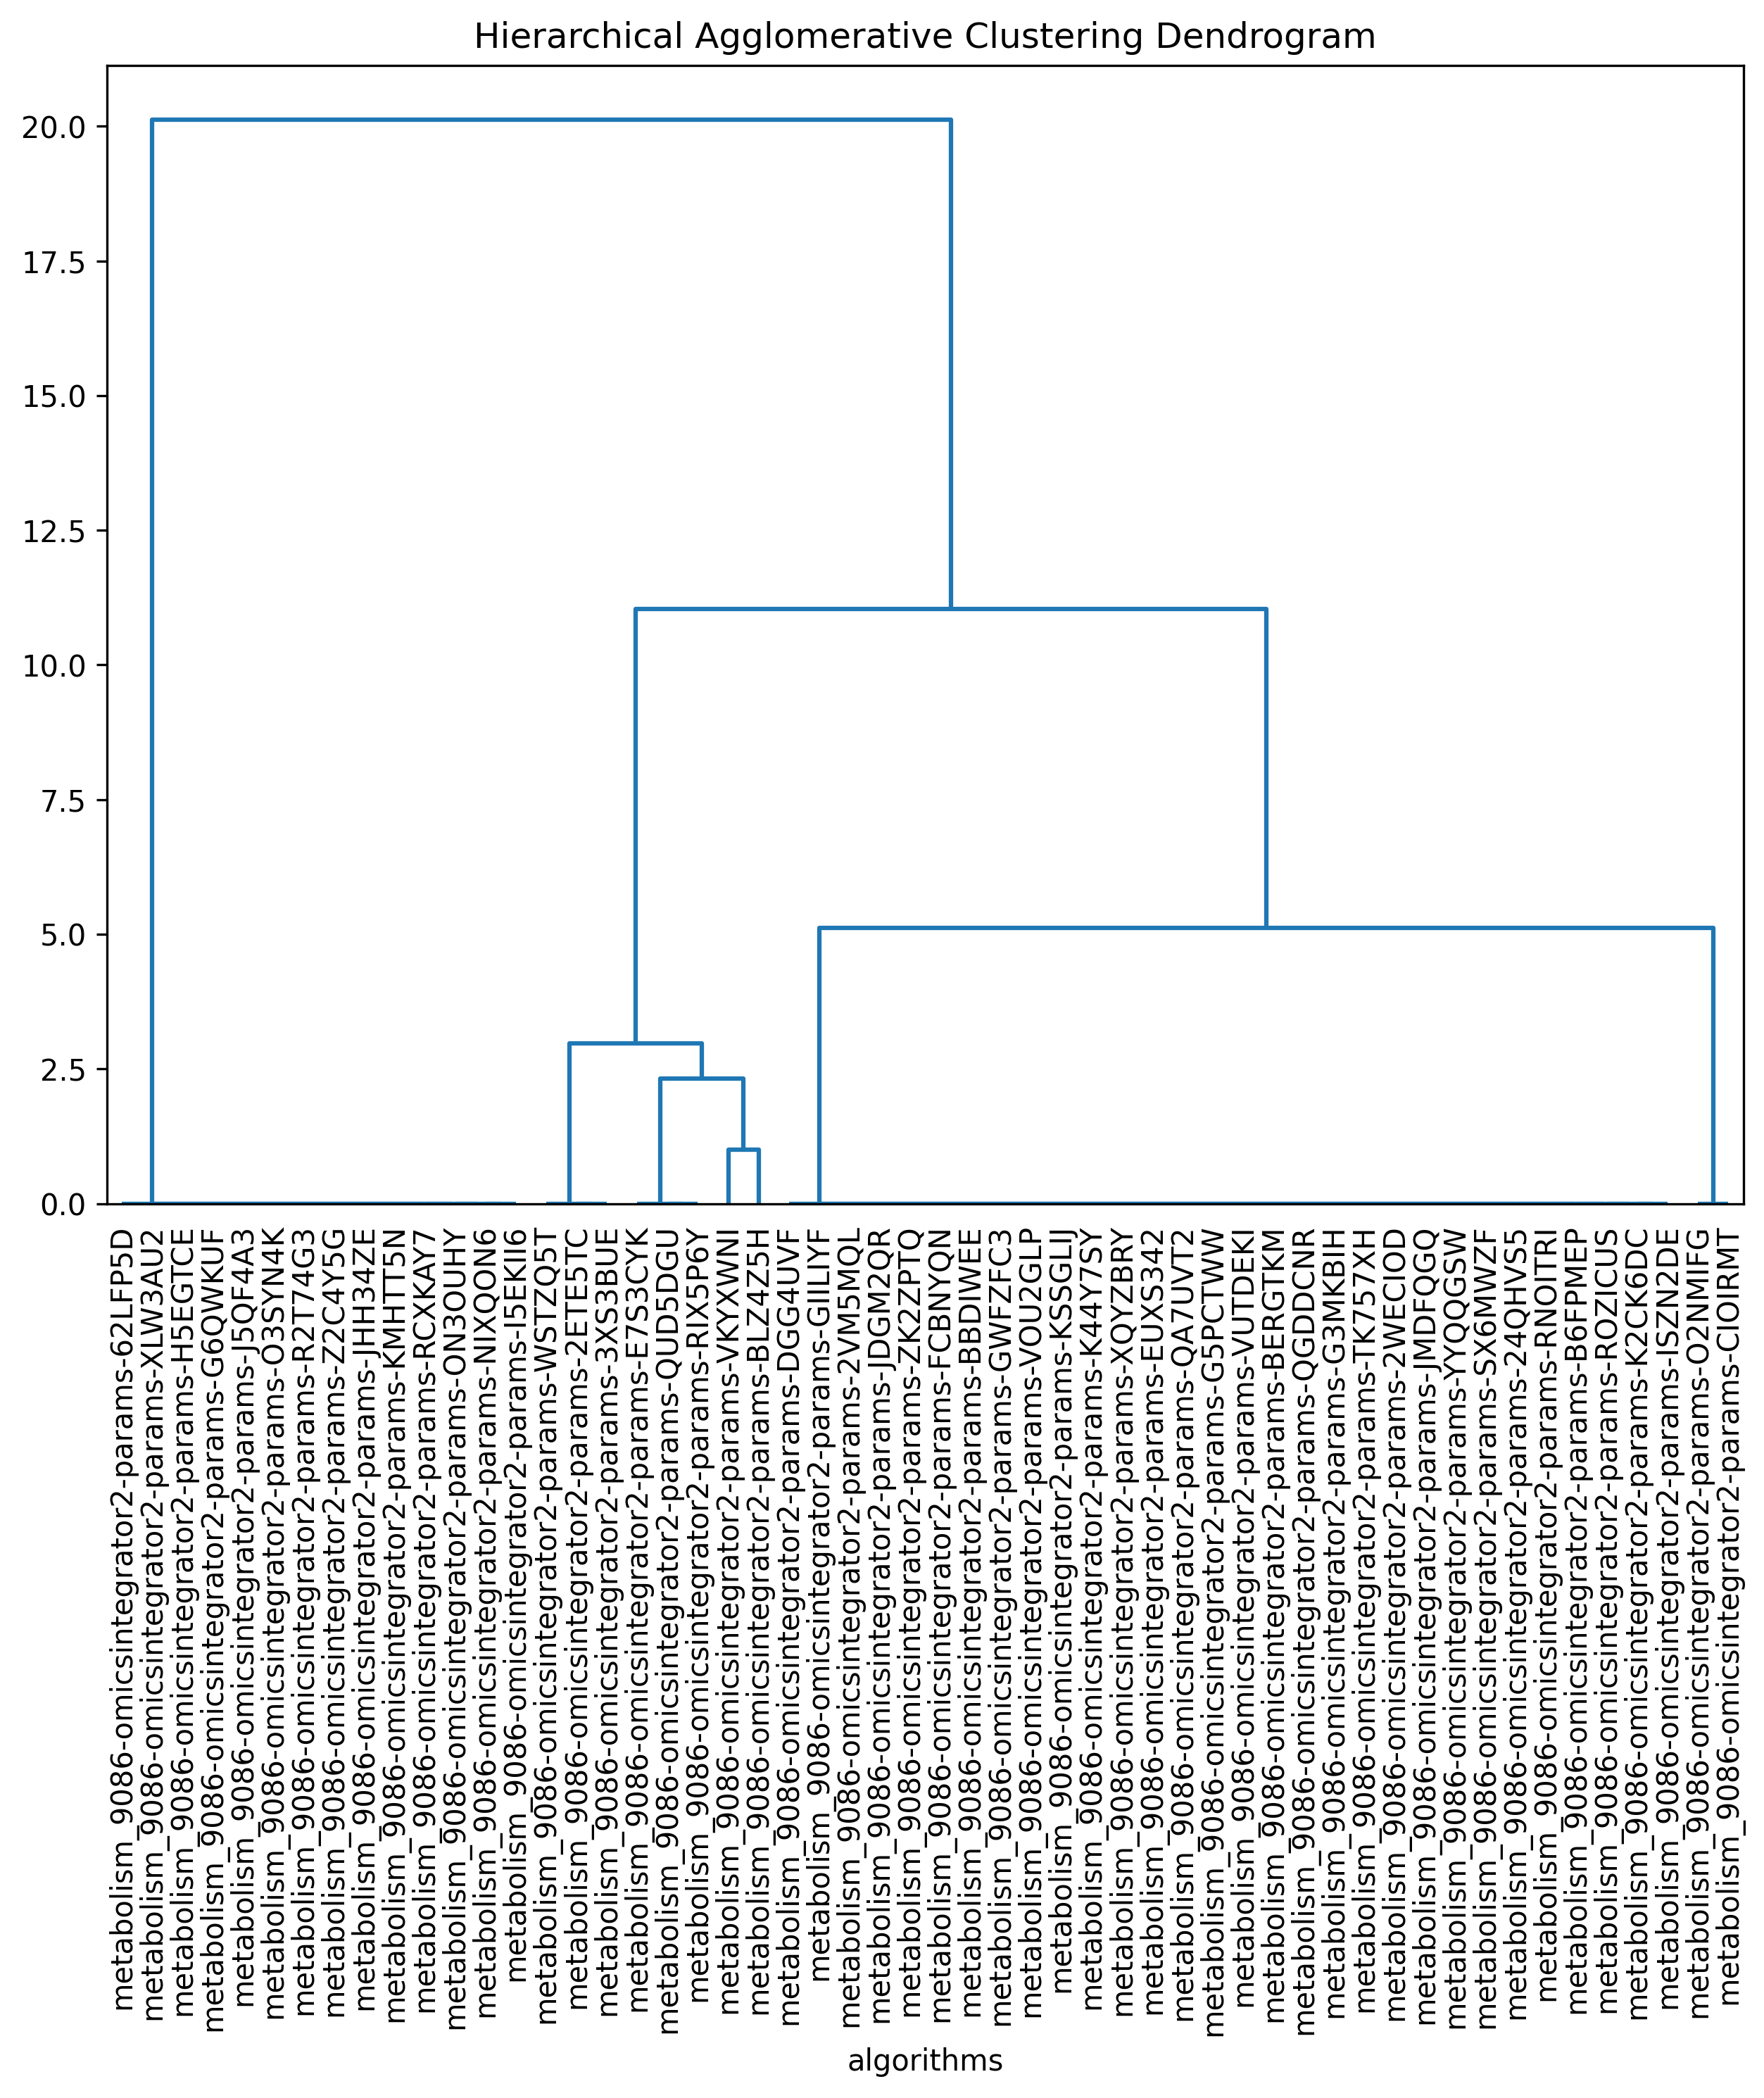 Hierarchical Agglomerative Clustering Dendrogram
20.0
17.5
15.0
12.5
10.0
7.5
5.0
2.5
0.0
metabolism_9086-omicsintegrator2-params-62LFP5D
metabolism_9086-omicsintegrator2-params-XLW3AU2
metabolism_9086-omicsintegrator2-params-H5EGTCE
metabolism_9086-omicsintegrator2-params-G6QWKUF
metabolism_9086-omicsintegrator2-params-J5QF4A3
metabolism_9086-omicsintegrator2-params-O3SYN4K
metabolism_9086-omicsintegrator2-params-R2T74G3
metabolism_9086-omicsintegrator2-params-Z2C4Y5G
metabolism_9086-omicsintegrator2-params-JHH34ZE
metabolism_9086-omicsintegrator2-params-KMHTT5N
metabolism_9086-omicsintegrator2-params-RCXKAY7
metabolism_9086-omicsintegrator2-params-ON3OUHY
metabolism_9086-omicsintegrator2-params-NIXQON6
metabolism_9086-omicsintegrator2-params-I5EKII6
metabolism_9086-omicsintegrator2-params-WSTZQ5T
metabolism_9086-omicsintegrator2-params-2ETE5TC
metabolism_9086-omicsintegrator2-params-3XS3BUE
metabolism_9086-omicsintegrator2-params-E7S3CYK
metabolism_9086-omicsintegrator2-params-QUD5DGU
metabolism_9086-omicsintegrator2-params-RIX5P6Y
metabolism_9086-omicsintegrator2-params-VKYXWNI
metabolism_9086-omicsintegrator2-params-BLZ4Z5H
metabolism_9086-omicsintegrator2-params-DGG4UVF
metabolism_9086-omicsintegrator2-params-GIILIYF
metabolism_9086-omicsintegrator2-params-2VM5MQL
metabolism_9086-omicsintegrator2-params-JDGM2QR
metabolism_9086-omicsintegrator2-params-ZK2ZPTQ
metabolism_9086-omicsintegrator2-params-FCBNYQN
metabolism_9086-omicsintegrator2-params-BBDIWEE
metabolism_9086-omicsintegrator2-params-GWFZFC3
metabolism_9086-omicsintegrator2-params-VOU2GLP
metabolism_9086-omicsintegrator2-params-KSSGLIJ
metabolism_9086-omicsintegrator2-params-K44Y7SY
metabolism_9086-omicsintegrator2-params-XQYZBRY
metabolism_9086-omicsintegrator2-params-EUXS342
metabolism_9086-omicsintegrator2-params-QA7UVT2
metabolism_9086-omicsintegrator2-params-G5PCTWW
metabolism_9086-omicsintegrator2-params-VUTDEKI
metabolism_9086-omicsintegrator2-params-BERGTKM
metabolism_9086-omicsintegrator2-params-QGDDCNR
metabolism_9086-omicsintegrator2-params-G3MKBIH
metabolism_9086-omicsintegrator2-params-TK757XH
metabolism_9086-omicsintegrator2-params-2WECIOD
metabolism_9086-omicsintegrator2-params-JMDFQGQ
metabolism_9086-omicsintegrator2-params-YYQQGSW
metabolism_9086-omicsintegrator2-params-SX6MWZF
metabolism_9086-omicsintegrator2-params-24QHVS5
metabolism_9086-omicsintegrator2-params-RNOITRI
metabolism_9086-omicsintegrator2-params-B6FPMEP
metabolism_9086-omicsintegrator2-params-ROZICUS
metabolism_9086-omicsintegrator2-params-K2CK6DC
metabolism_9086-omicsintegrator2-params-ISZN2DE
metabolism_9086-omicsintegrator2-params-O2NMIFG
metabolism_9086-omicsintegrator2-params-CIOIRMT
algorithms